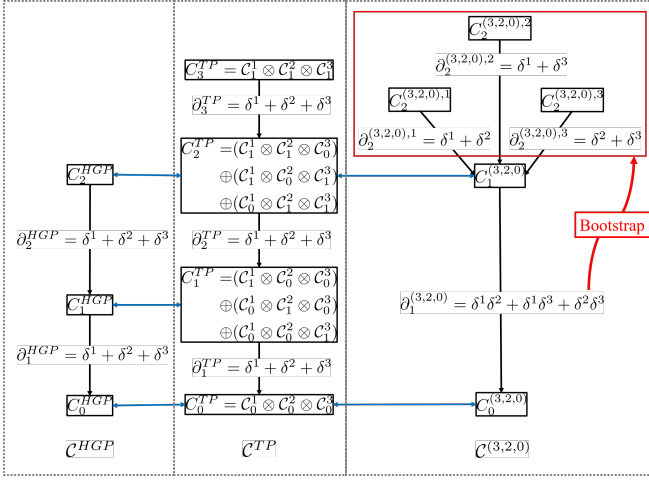 C_2^{HGP}
∂_2^{HGP} = δ^1 + δ^2 + δ^3
C_1^{HGP}
∂_1^{HGP} = δ^1 + δ^2 + δ^3
C_0^{HGP}
𝒞^{HGP}
C_3^{TP} = 𝒞_1^1 ⊗ 𝒞_1^2 ⊗ 𝒞_1^3
∂_3^{TP} = δ^1 + δ^2 + δ^3
C_2^{TP} =(𝒞_1^1 ⊗ 𝒞_1^2 ⊗ 𝒞_0^3)
⊕(𝒞_1^1 ⊗ 𝒞_0^2 ⊗ 𝒞_1^3)
⊕(𝒞_0^1 ⊗ 𝒞_1^2 ⊗ 𝒞_1^3)
∂_2^{TP} = δ^1 + δ^2 + δ^3
C_1^{TP} =(𝒞_1^1 ⊗ 𝒞_0^2 ⊗ 𝒞_0^3)
⊕(𝒞_0^1 ⊗ 𝒞_1^2 ⊗ 𝒞_0^3)
⊕(𝒞_0^1 ⊗ 𝒞_0^2 ⊗ 𝒞_1^3)
∂_1^{TP} = δ^1 + δ^2 + δ^3
C_0^{TP} = 𝒞_0^1 ⊗ 𝒞_0^2 ⊗ 𝒞_0^3
𝒞^{TP}
C_2^{(3,2,0),2}
∂_2^{(3,2,0),2} = δ^1 + δ^3
C_2^{(3,2,0),1}
C_2^{(3,2,0),3}
∂_2^{(3,2,0),1} = δ^1 + δ^2
∂_2^{(3,2,0),3} = δ^2 + δ^3
C_1^{(3,2,0)}
Bootstrap
∂_1^{(3,2,0)} = δ^1δ^2 + δ^1δ^3 + δ^2δ^3
C_0^{(3,2,0)}
𝒞^{(3,2,0)}